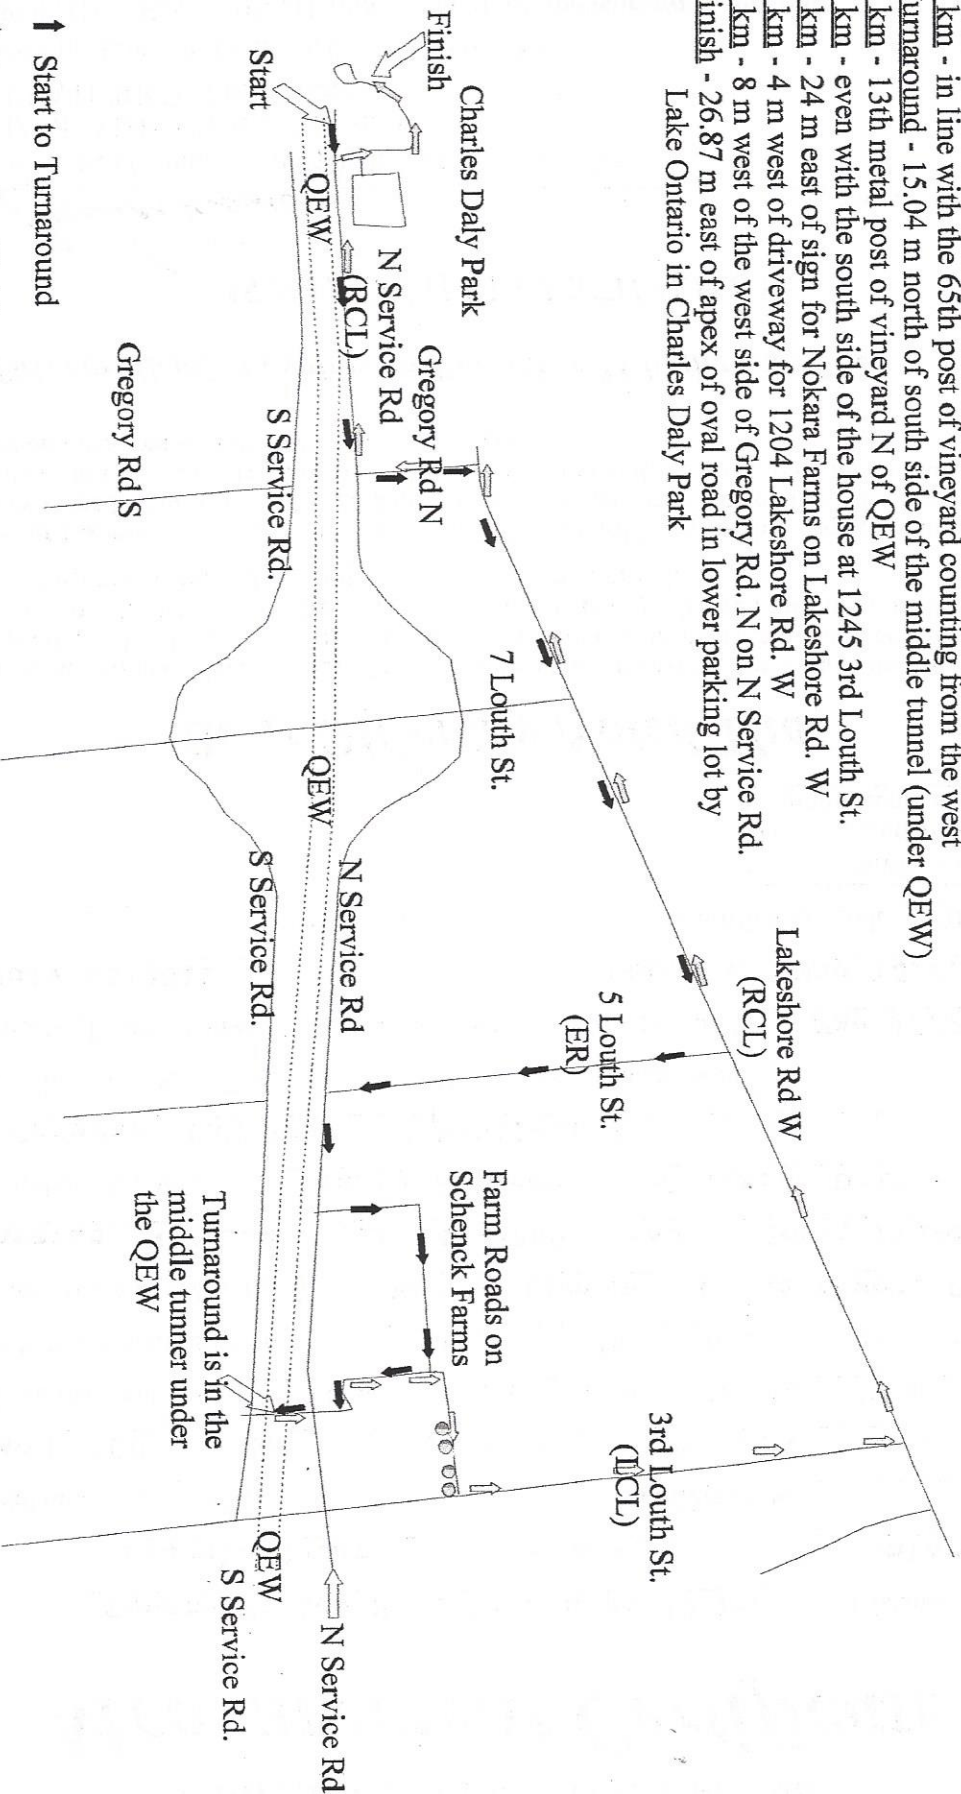 km - in line with the 65th post of vineyard counting from the west
urnaround - 15.04 m north of south side of the middle tunnel (under QEW)
km - 13th metal post of vineyard N of QEW
km - even with the south side of the house at 1245 3rd Louth St.
km - 24 m east of sign for Nokara Farms on Lakeshore Rd. W
km - 4 m west of driveway for 1204 Lakeshore Rd. W
km - 8 m west of the west side of Gregory Rd. N on N Service Rd.
inish - 26.87 m east of apex of oval road in lower parking lot by
Lake Ontario in Charles Daly Park
Lakeshore Rd W
(RCL)
3rd Louth St.
(LCL)
5 Louth St.
(ER)
7 Louth St.
Farm Roads on
Schenck Farms
Charles Daly Park
Finish
Gregory Rd N
N Service Rd
(RCL)
N Service Rd
N Service Rd
QEW
QEW
QEW
Start
S Service Rd.
S Service Rd.
S Service Rd.
Turnaround is in the
middle tunner under
the QEW
Gregory Rd S
Start to Turnaround